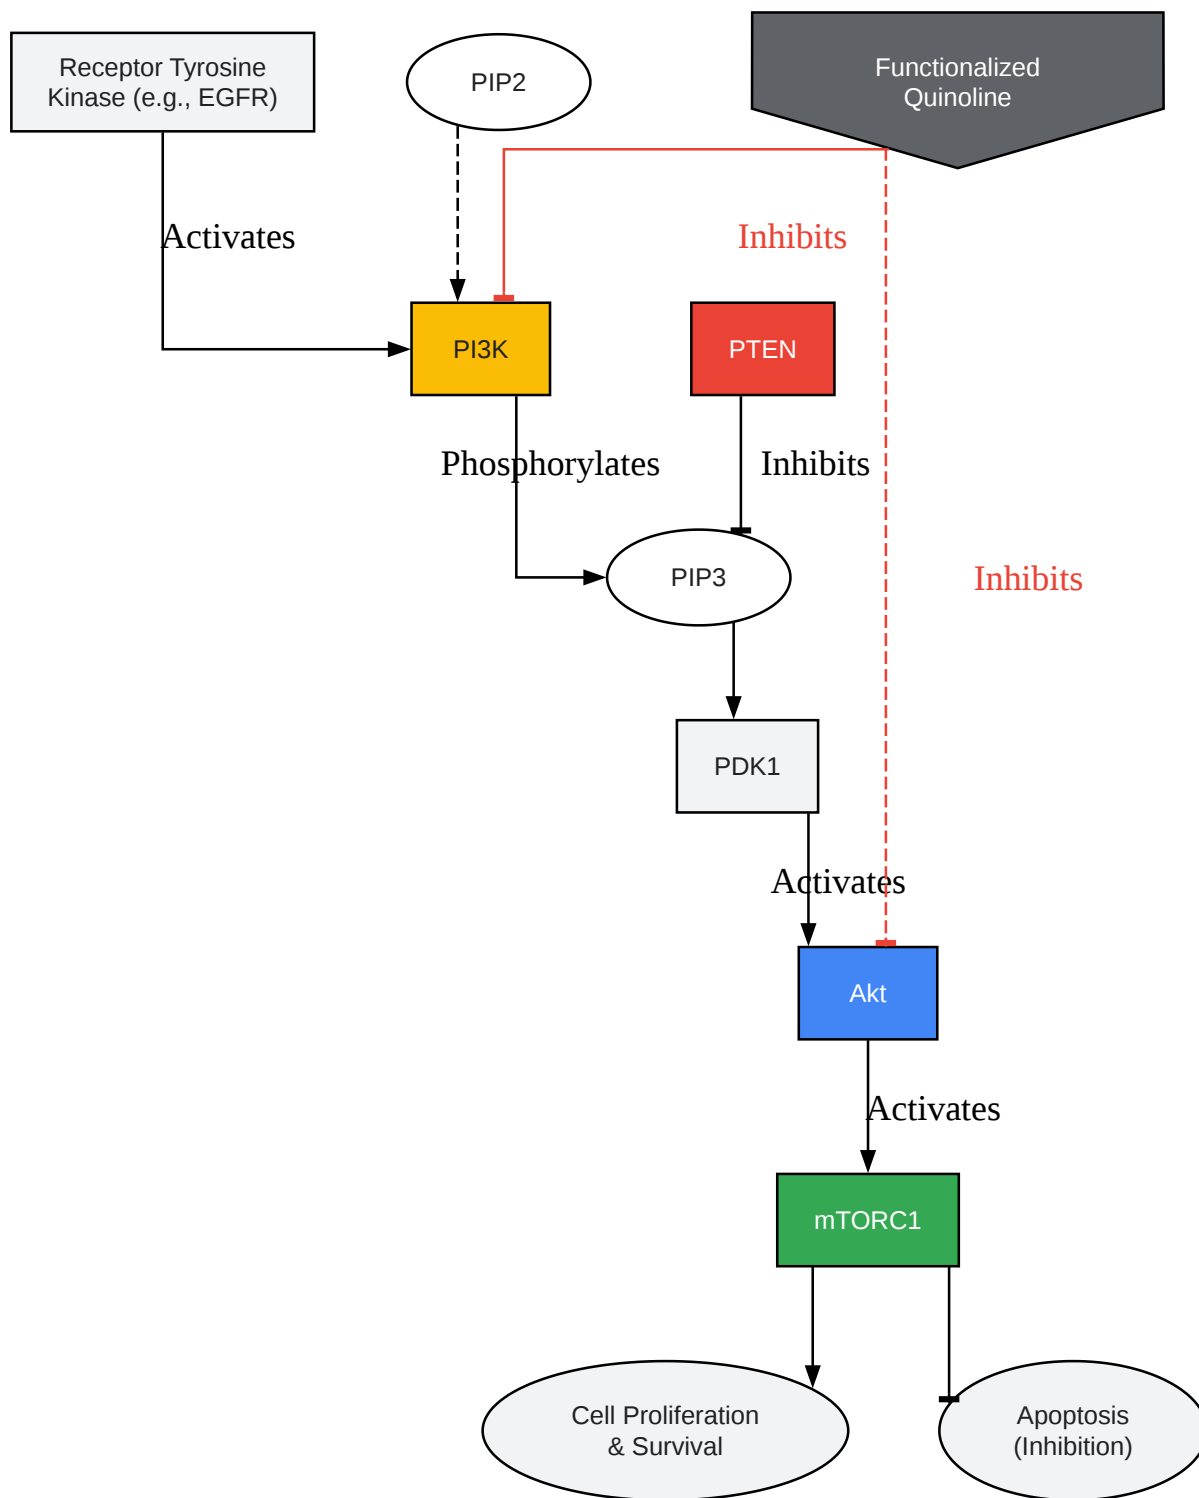 Receptor Tyrosine
Kinase (e.g., EGFR)
PIP2
Functionalized
Quinoline
Activates
Inhibits
PI3K
PTEN
Phosphorylates
Inhibits
PIP3
Inhibits
PDK1
Activates
Akt
Activates
mTORC1
Cell Proliferation
& Survival
Apoptosis
(Inhibition)